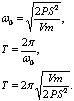 ω₀ = √(2PS²/Vm),
T = 2π/ω₀,
T = 2π√(Vm/2PS²)